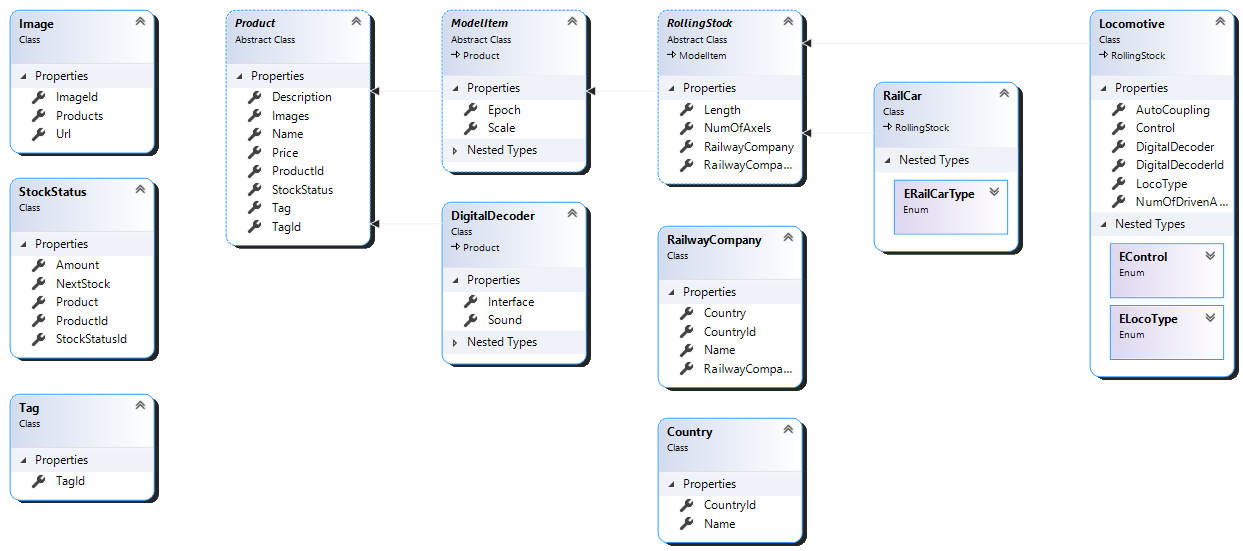 Image
Class
Properties
ImageId
Products
Url
StockStatus
Class
Properties
Amount
NextStock
Product
ProductId
StockStatusId
Tag
Class
Properties
TagId
Product
Abstract Class
Properties
Description
Images
Name
Price
ProductId
StockStatus
Tag
TagId
ModelItem
Abstract Class
Product
Properties
Epoch
Scale
Nested Types
DigitalDecoder
Class
Product
Properties
Interface
Sound
Nested Types
RollingStock
Abstract Class
ModelItem
Properties
Length
NumOfAxels
RailwayCompany
RailwayCompa...
RailwayCompany
Class
Properties
Country
CountryId
Name
RailwayCompa...
Country
Class
Properties
CountryId
Name
RailCar
Class
RollingStock
Nested Types
ERailCarType
Enum
Locomotive
Class
RollingStock
Properties
AutoCoupling
Control
DigitalDecoder
DigitalDecoderId
LocoType
NumOfDrivenA...
Nested Types
EControl
Enum
ELocoType
Enum